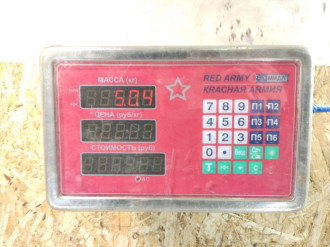 МАССА (кг)
5.04
ЦЕНА (руб/кг)
СТОИМОСТЬ (руб)
RED ARMY
КРАСНАЯ АРМИЯ
7 8 9 П1 П2
4 5 6 П3 П4
1 2 3 П5 П6
0
T